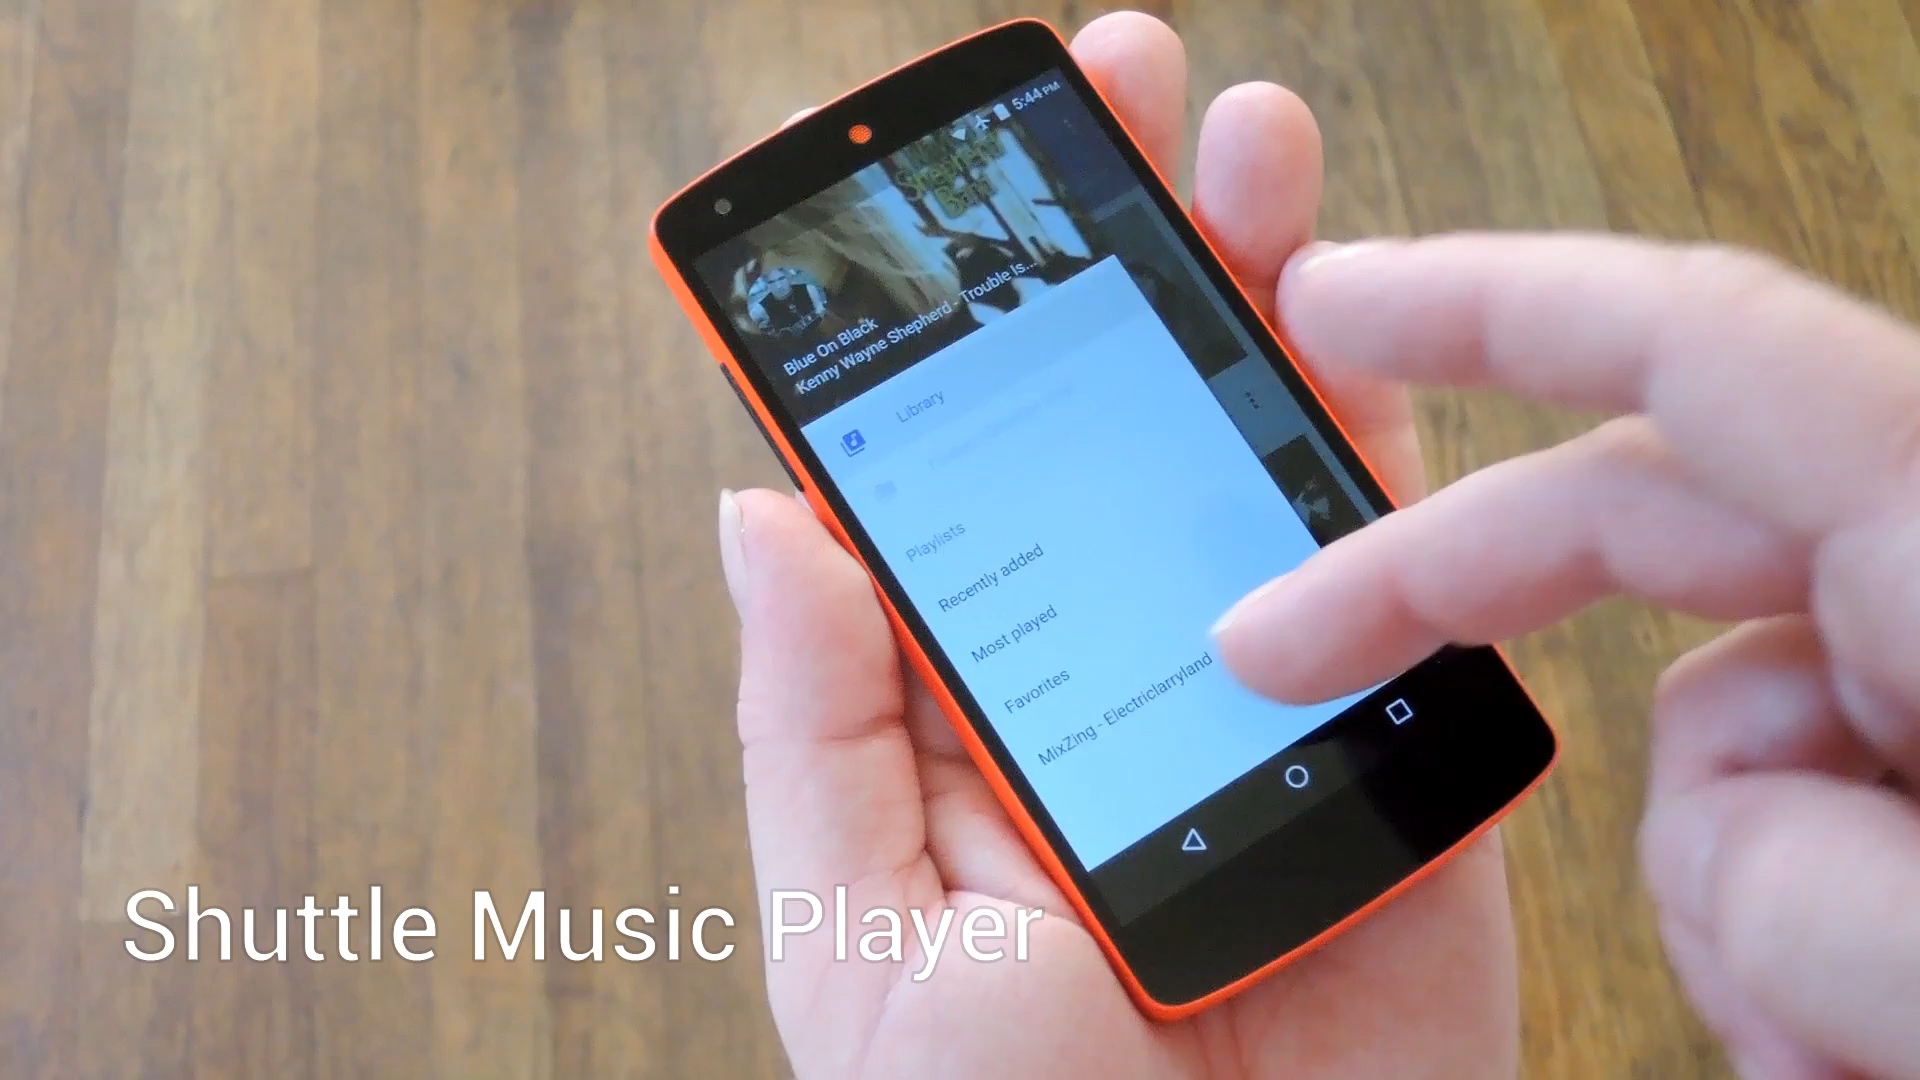 5:44 PM
Blue On Black
Kenny Wayne Shepherd - Trouble Is...
Library
Playlists
Recently added
Most played
Favorites
MixZing - Electriclarryland
Shuttle Music Player